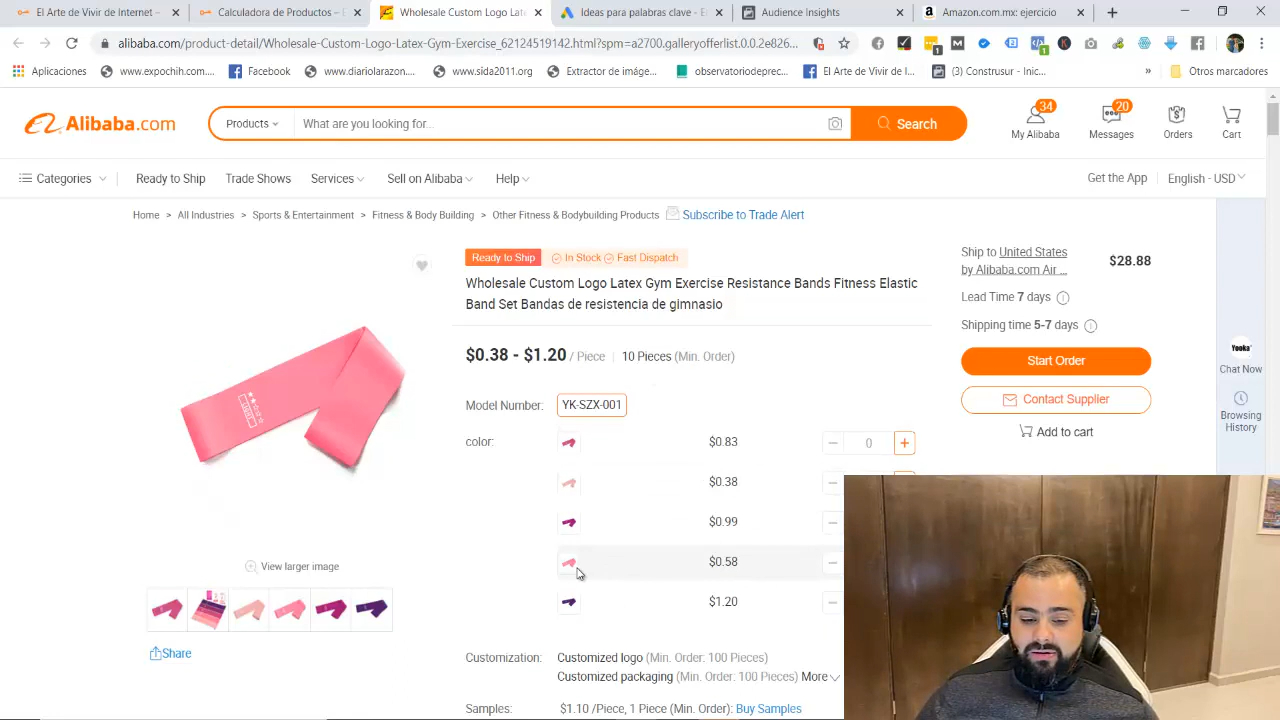 El Arte de Vivir de Internet –
Calculadora de Productos – E
Wholesale Custom Logo Late
Ideas para palabras clave - Ec
Audience Insights
Amazon.com.mx: ejercicio
alibaba.com/product-detail/Wholesale-Custom-Logo-Latex-Gym-Exercise_62124519142.html?spm=a2700.galleryofferlist.0.0.2e826...
Aplicaciones
www.expochih.com...
Facebook
www.diariolarazon...
www.sida2011.org
Extractor de imáge...
observatoriodeprec...
El Arte de Vivir de I...
(3) Construsur - Inic...
»
Otros marcadores
Alibaba.com
Products
What are you looking for...
Search
34
My Alibaba
20
Messages
Orders
Cart
Categories
Ready to Ship
Trade Shows
Services
Sell on Alibaba
Help
Get the App
English - USD
Home > All Industries > Sports & Entertainment > Fitness & Body Building > Other Fitness & Bodybuilding Products
Subscribe to Trade Alert
Ready to Ship
In Stock
Fast Dispatch
Wholesale Custom Logo Latex Gym Exercise Resistance Bands Fitness Elastic
Band Set Bandas de resistencia de gimnasio
$0.38 - $1.20 / Piece
10 Pieces (Min. Order)
Model Number:
YK-SZX-001
color:
$0.83
0
$0.38
$0.99
$0.58
$1.20
Customization:
Customized logo (Min. Order: 100 Pieces)
Customized packaging (Min. Order: 100 Pieces) More
Samples:
$1.10 /Piece, 1 Piece (Min. Order): Buy Samples
LOGO
View larger image
Share
Ship to United States
by Alibaba.com Air ...
$28.88
Lead Time 7 days
Shipping time 5-7 days
Start Order
Contact Supplier
Add to cart
Yooka
Chat Now
Browsing
History